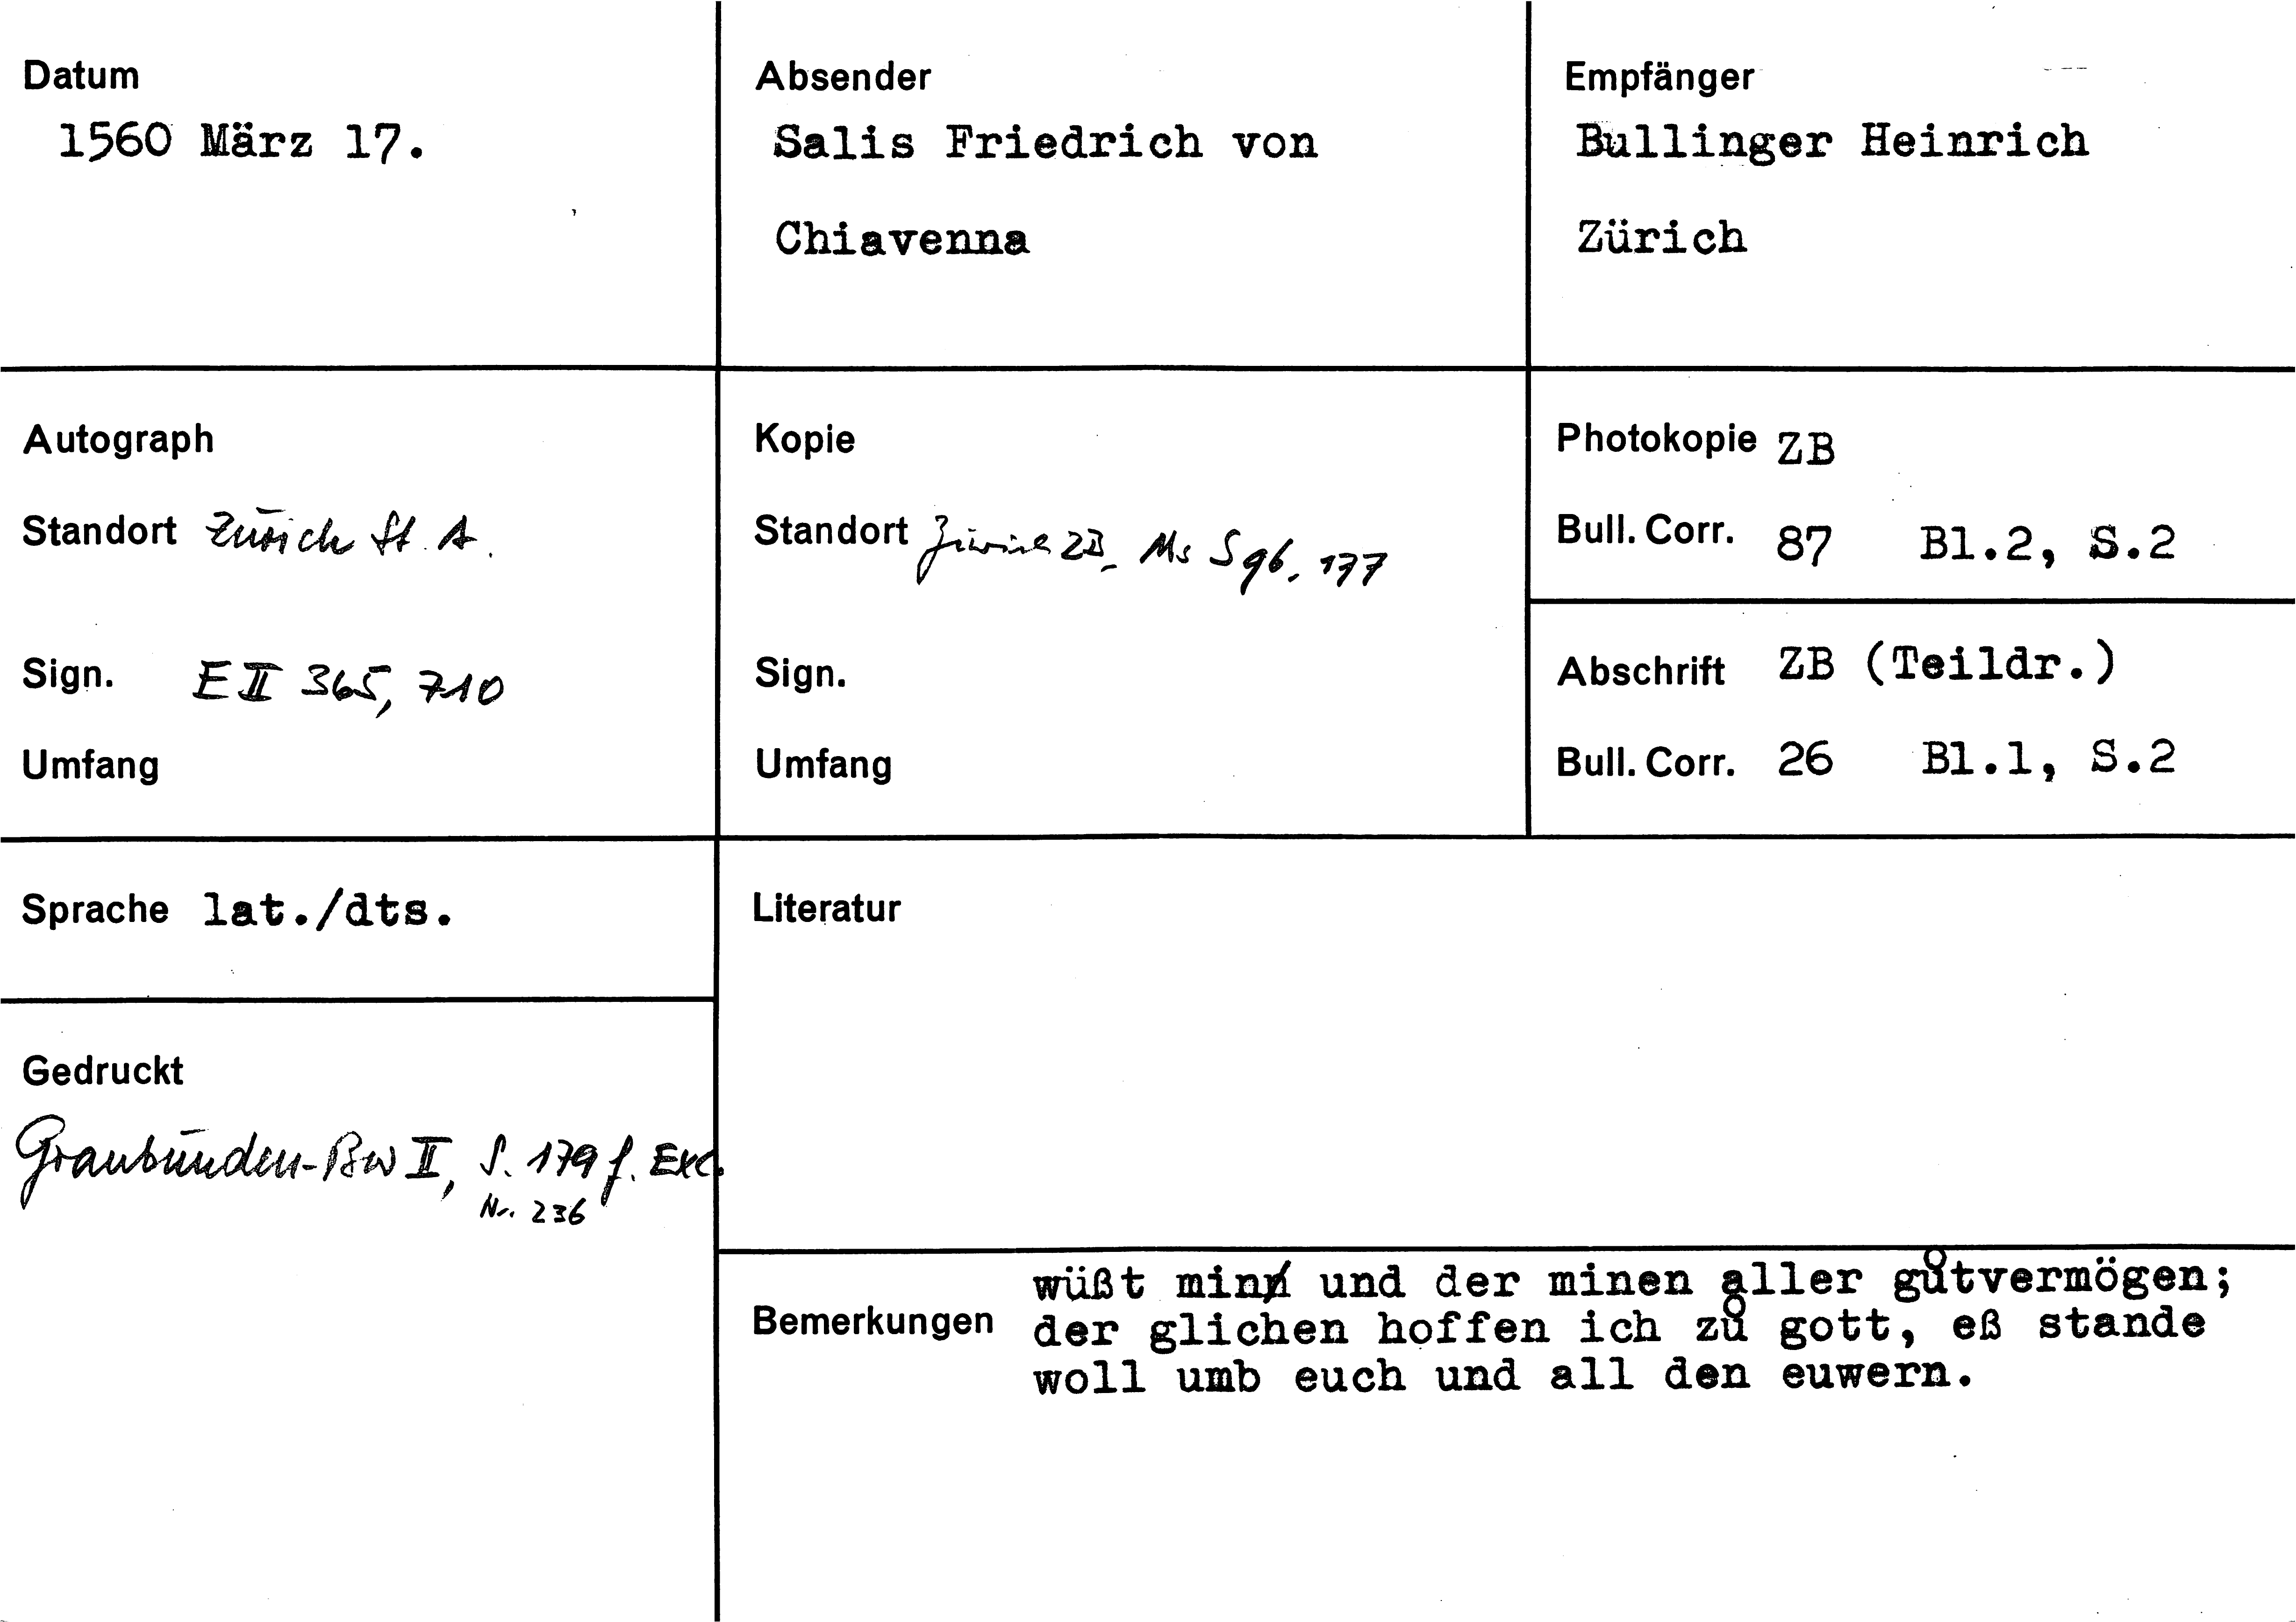 Datum
1560 März 17.
Absender
Salis Friedrich von
Chiavenna
Empfänger
Bullinger Heinrich
Zürich
Autograph
Standort Zürich St. A.
Sign. E II 365, 710
Umfang
Kopie
Standort Zürich ZB, Ms S 96, 177
Sign.
Umfang
Photokopie ZB
Bull. Corr. 87 Bl.2, S.2
Abschrift ZB (Teildr.)
Bull. Corr. 26 Bl.1, S.2
Sprache lat./dts.
Literatur
Gedruckt
Graubünden-Bw II, S. 179 f. Exc.
Nr. 236
Bemerkungen
wüßt min und der minen aller gůtvermögen;
der glichen hoffen ich zů gott, eß stande
woll umb euch und all den euwern.